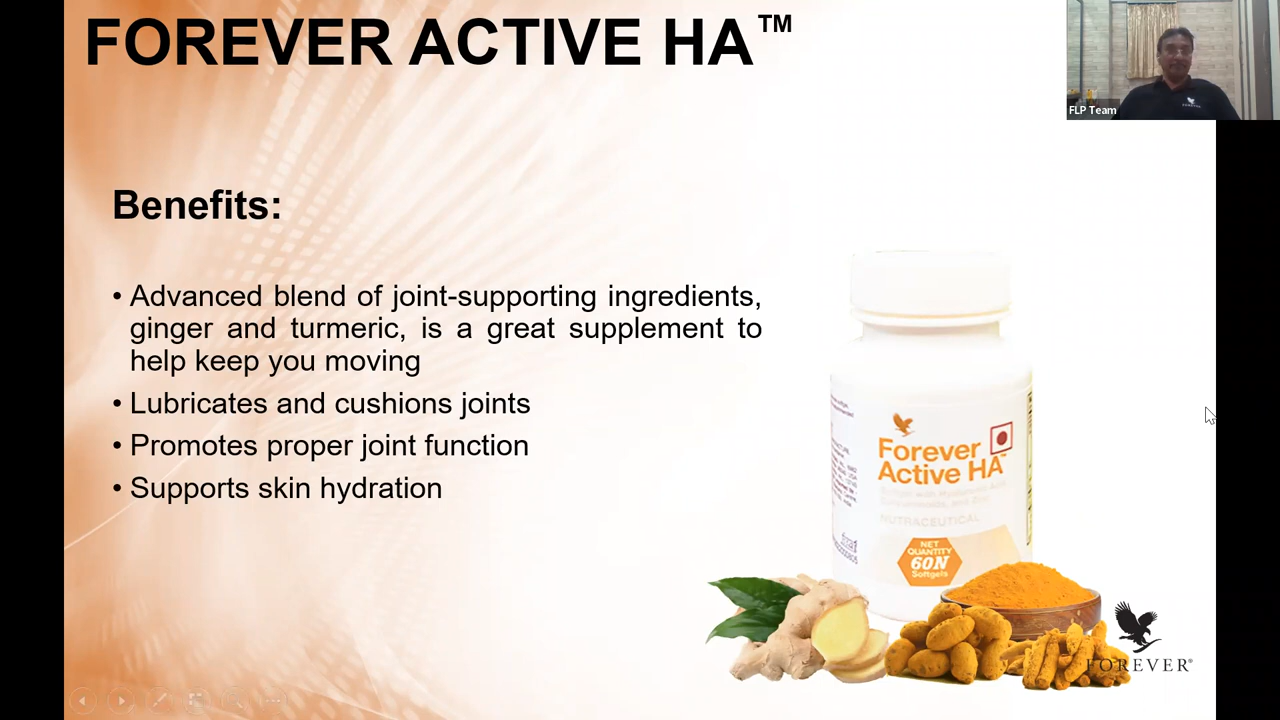 FOREVER ACTIVE HA™
FLP Team
Benefits:
• Advanced blend of joint-supporting ingredients,
ginger and turmeric, is a great supplement to
help keep you moving
• Lubricates and cushions joints
• Promotes proper joint function
• Supports skin hydration
Forever
Active HA™
NUTRACEUTICAL
NET
QUANTITY
60N
Softgels
FOREVER®